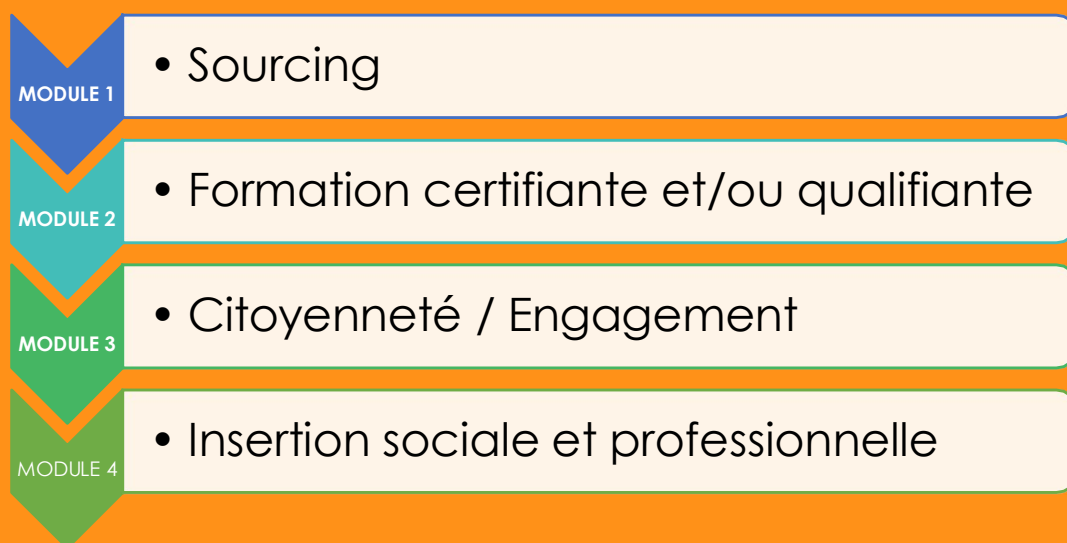 MODULE 1
• Sourcing
MODULE 2
• Formation certifiante et/ou qualifiante
MODULE 3
• Citoyenneté / Engagement
MODULE 4
• Insertion sociale et professionnelle